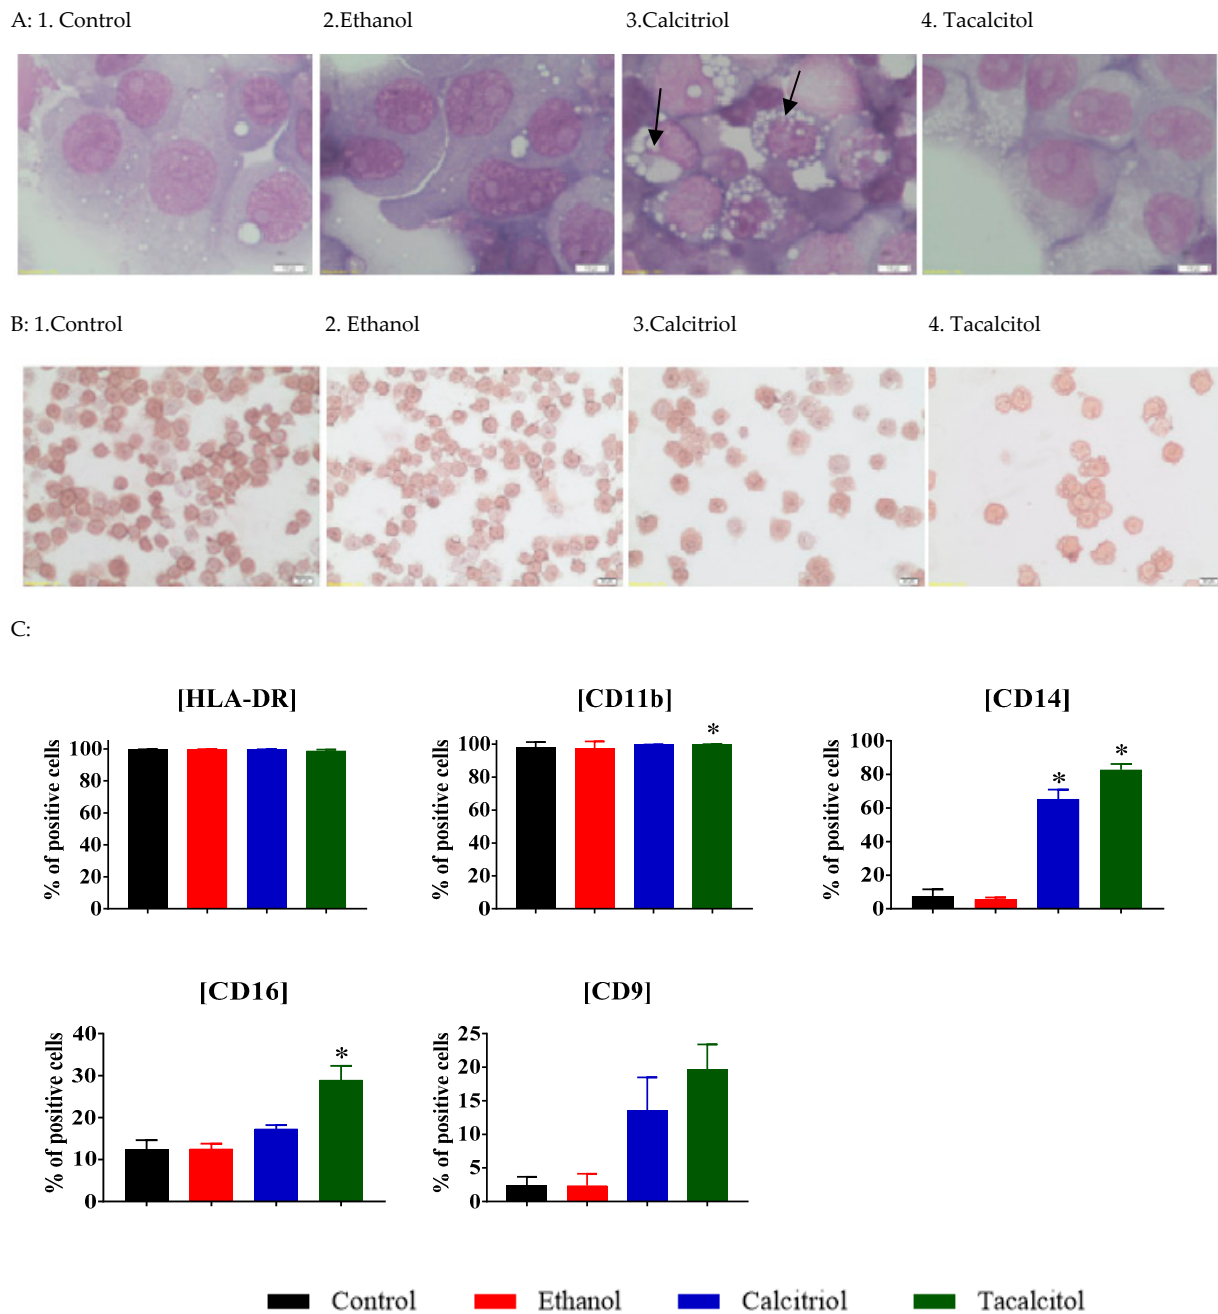 A: 1. Control 2.Ethanol 3.Calcitriol 4. Tacalcitol
B: 1.Control 2. Ethanol 3.Calcitriol 4. Tacalcitol
C:
[HLA-DR]
% of positive cells
100
80
60
40
20
0
[CD11b]
*
% of positive cells
100
80
60
40
20
0
[CD14]
* *
% of positive cells
100
80
60
40
20
0
[CD16]
*
% of positive cells
40
30
20
10
0
[CD9]
% of positive cells
25
20
15
10
5
0
Control Ethanol Calcitriol Tacalcitol